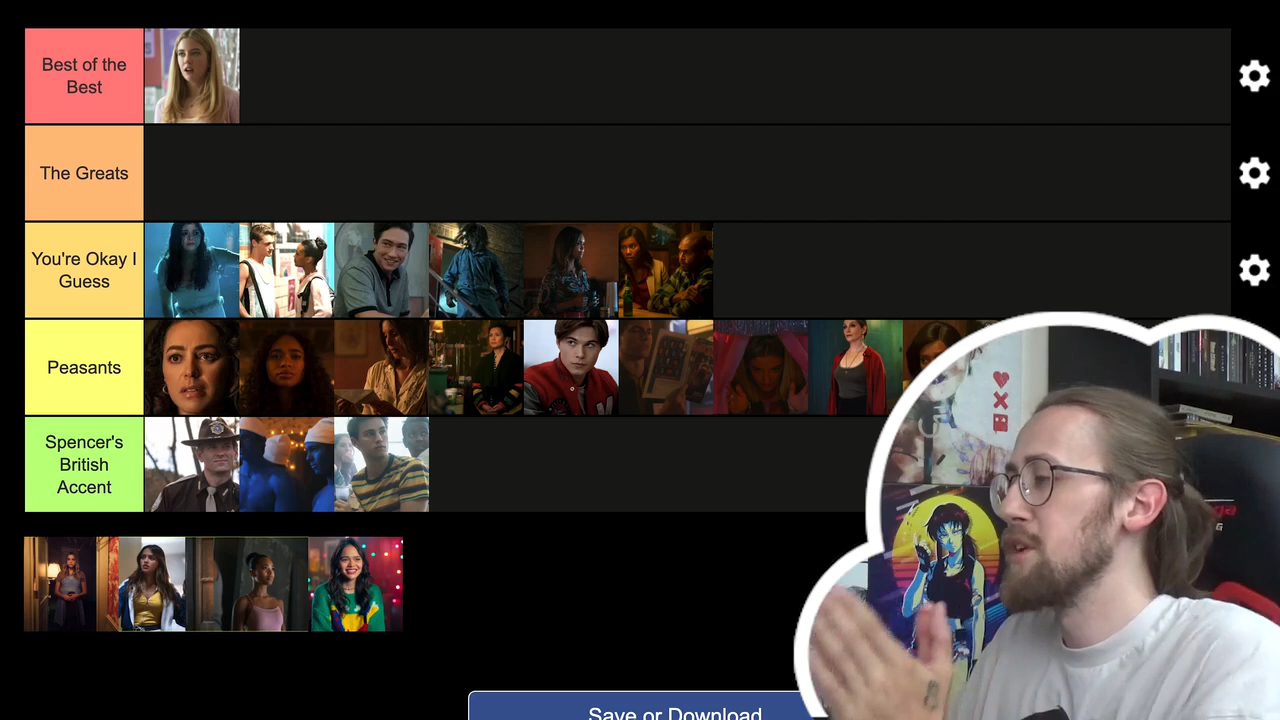 Best of the
Best
The Greats
You're Okay I
Guess
Peasants
Spencer's
British
Accent
Save or Download